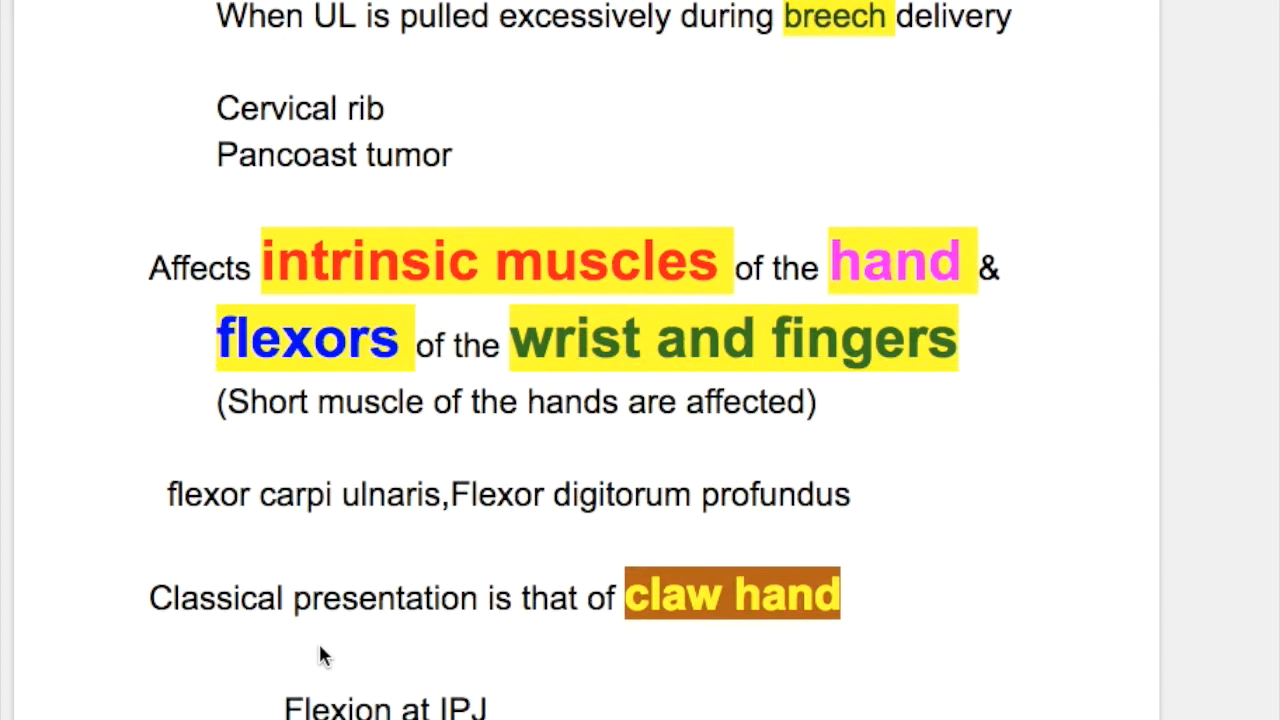 When UL is pulled excessively during breech delivery
Cervical rib
Pancoast tumor
Affects intrinsic muscles of the hand &
flexors of the wrist and fingers
(Short muscle of the hands are affected)
flexor carpi ulnaris,Flexor digitorum profundus
Classical presentation is that of claw hand
Flexion at IPJ